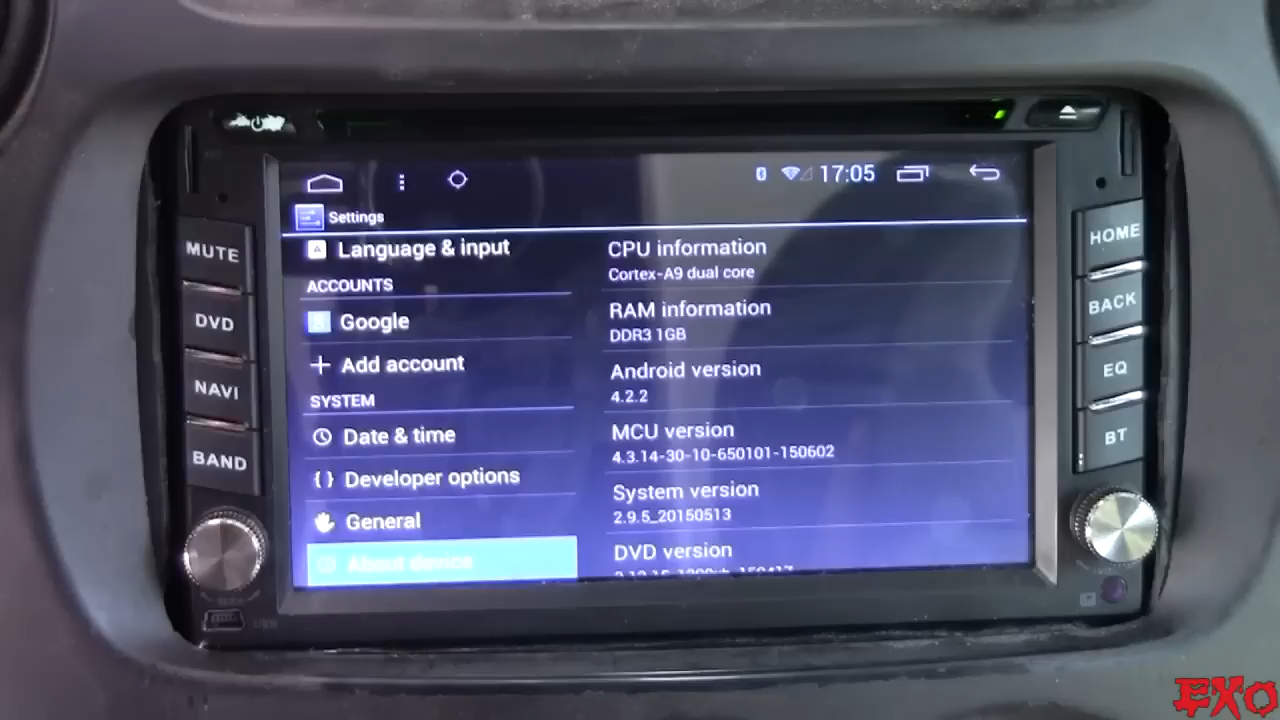 17:05
Settings
Language & input
ACCOUNTS
Google
Add account
SYSTEM
Date & time
Developer options
General
About device
CPU information
Cortex-A9 dual core
RAM information
DDR3 1GB
Android version
4.2.2
MCU version
4.3.14-30-10-650101-150602
System version
2.9.5_20150513
DVD version
MUTE
DVD
NAVI
BAND
HOME
BACK
EQ
BT
EXO